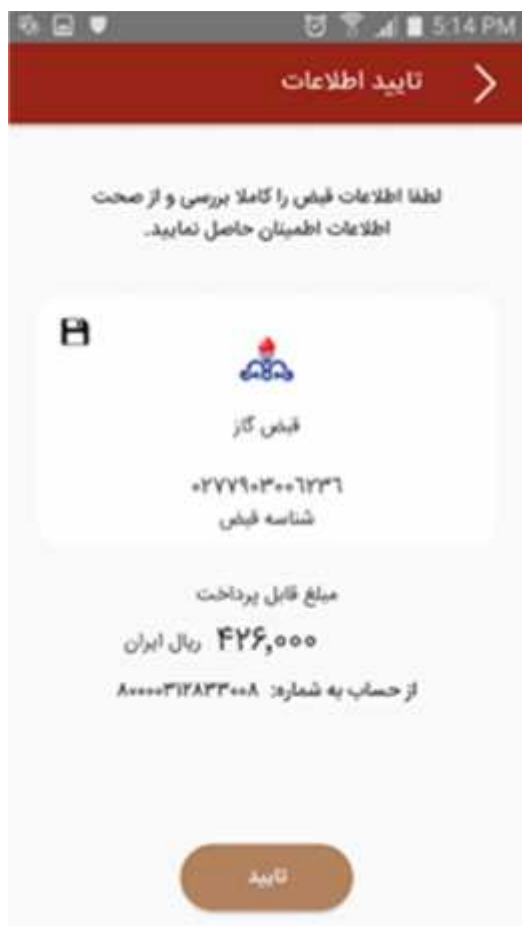 5:14 PM
تایید اطلاعات
لطفا اطلاعات قبض را کاملا بررسی و از صحت
اطلاعات اطمینان حاصل نمایید.
قبض گاز
۰۲۷۷۹۰۳۰۰٦۲۳٦
شناسه قبض
مبلغ قابل پرداخت
۴۲۶,۰۰۰ ریال ایران
از حساب به شماره: ۸۰۰۰۰۳۱۲۸۳۳۰۰۸
تایید